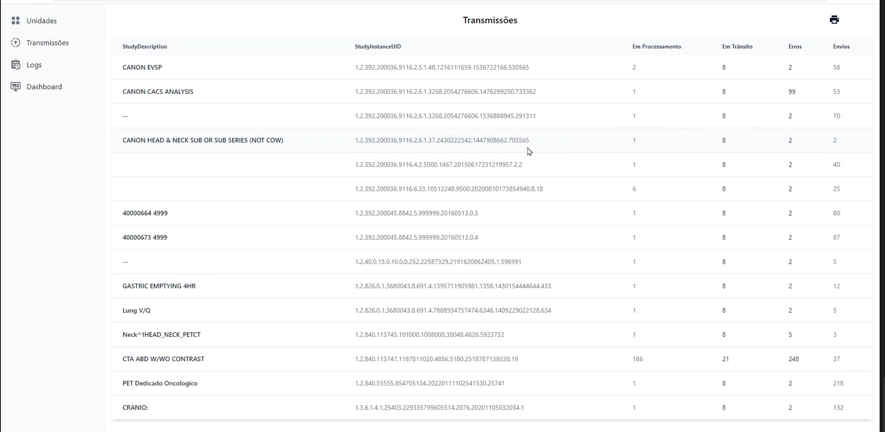 Unidades
Transmissões
Logs
Dashboard
Transmissões
StudyDescription StudyInstanceUID Em Processamento Em Trânsito Erros Envios
CANON EVSP 1.2.392.200036.9116.2.5.1.48.1216111659.1536722166.530565 2 8 2 58
CANON CACS ANALYSIS 1.2.392.200036.9116.2.6.1.3268.2054276606.1476299250.733362 1 8 99 53
-- 1.2.392.200036.9116.2.6.1.3268.2054276606.1536888945.291311 1 8 2 70
CANON HEAD & NECK SUB OR SUB SERIES (NOT COW) 1.2.392.200036.9116.2.6.1.37.2430222342.1447908662.703565 1 8 2 2
1.2.392.200036.9116.4.2.5000.1467.20150617231219957.2.2 1 8 2 40
1.2.392.200036.9116.6.33.10512248.9500.20200810173854940.8.18 6 8 2 25
40000664 4999 1.2.392.200045.8842.5.999999.20160513.0.3 1 8 2 80
40000673 4999 1.2.392.200045.8842.5.999999.20160513.0.4 1 8 2 87
-- 1.2.40.0.13.0.10.0.0.252.22587329.2191620862405.1.596991 1 8 2 5
GASTRIC EMPTYING 4HR 1.2.826.0.1.3680043.8.691.4.1395711905981.1358.1430154444644.433 1 8 2 12
Lung V/Q 1.2.826.0.1.3680043.8.691.4.7888934757474.6346.1409229022128.634 1 8 2 5
Neck^1HEAD_NECK_PETCT 1.2.840.113745.101000.1008000.38048.4626.5933732 1 8 5 3
CTA ABD W/WO CONTRAST 1.2.840.113747.1187811020.4856.5180.2518787139220.19 186 21 248 37
PET Dedicado Oncologico 1.2.840.55555.854705134.20220111102541530.25741 1 8 2 218
CRANIO: 1.3.6.1.4.1.25403.229335799605514.2076.20201105032034.1 1 8 2 132